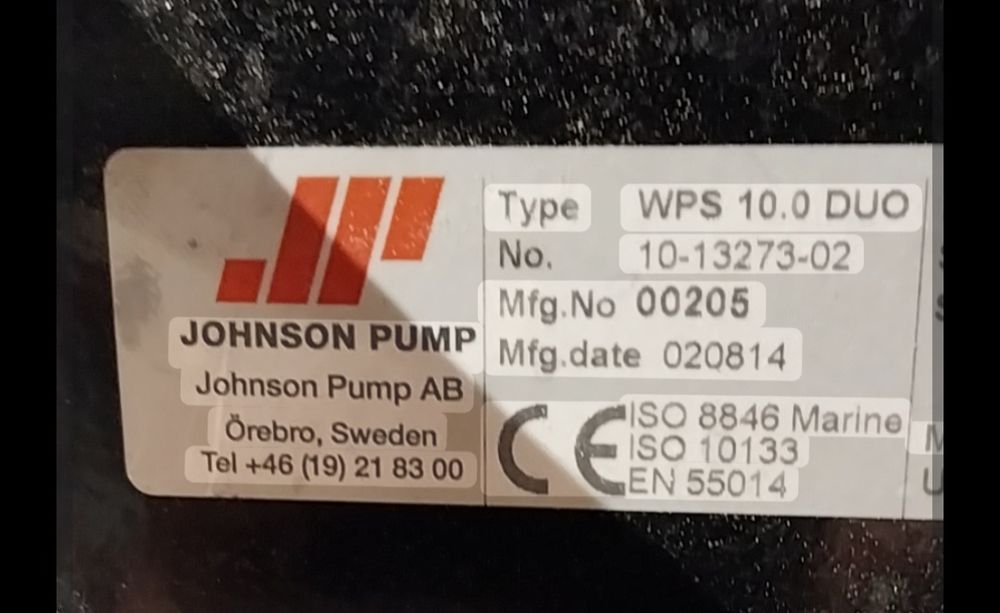 JOHNSON PUMP
Johnson Pump AB
Örebro, Sweden
Tel +46 (19) 21 83 00
Type WPS 10.0 DUO
No. 10-13273-02
Mfg.No 00205
Mfg.date 020814
CE
ISO 8846 Marine
ISO 10133
EN 55014